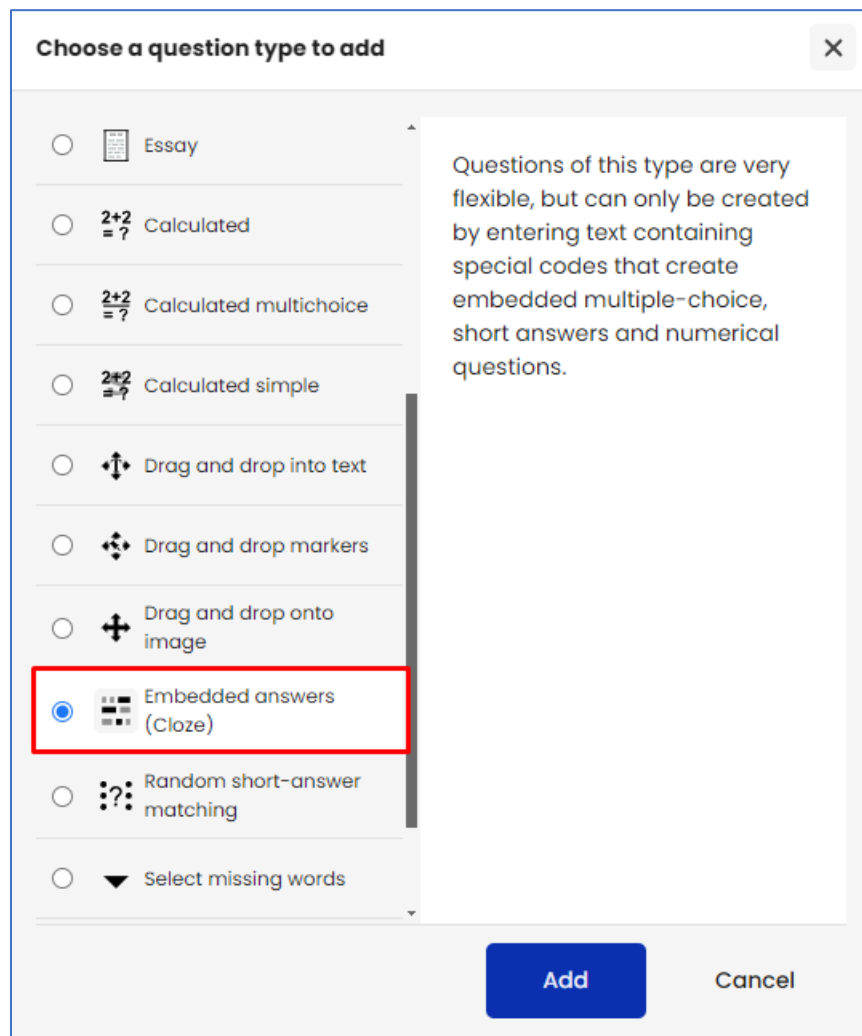 Choose a question type to add
Essay
2+2
= ?
Calculated
2+2
= ?
Calculated multichoice
2+2
= ?
Calculated simple
Drag and drop into text
Drag and drop markers
Drag and drop onto
image
Embedded answers
(Cloze)
?
Random short-answer
matching
Select missing words
Questions of this type are very
flexible, but can only be created
by entering text containing
special codes that create
embedded multiple-choice,
short answers and numerical
questions.
Add
Cancel